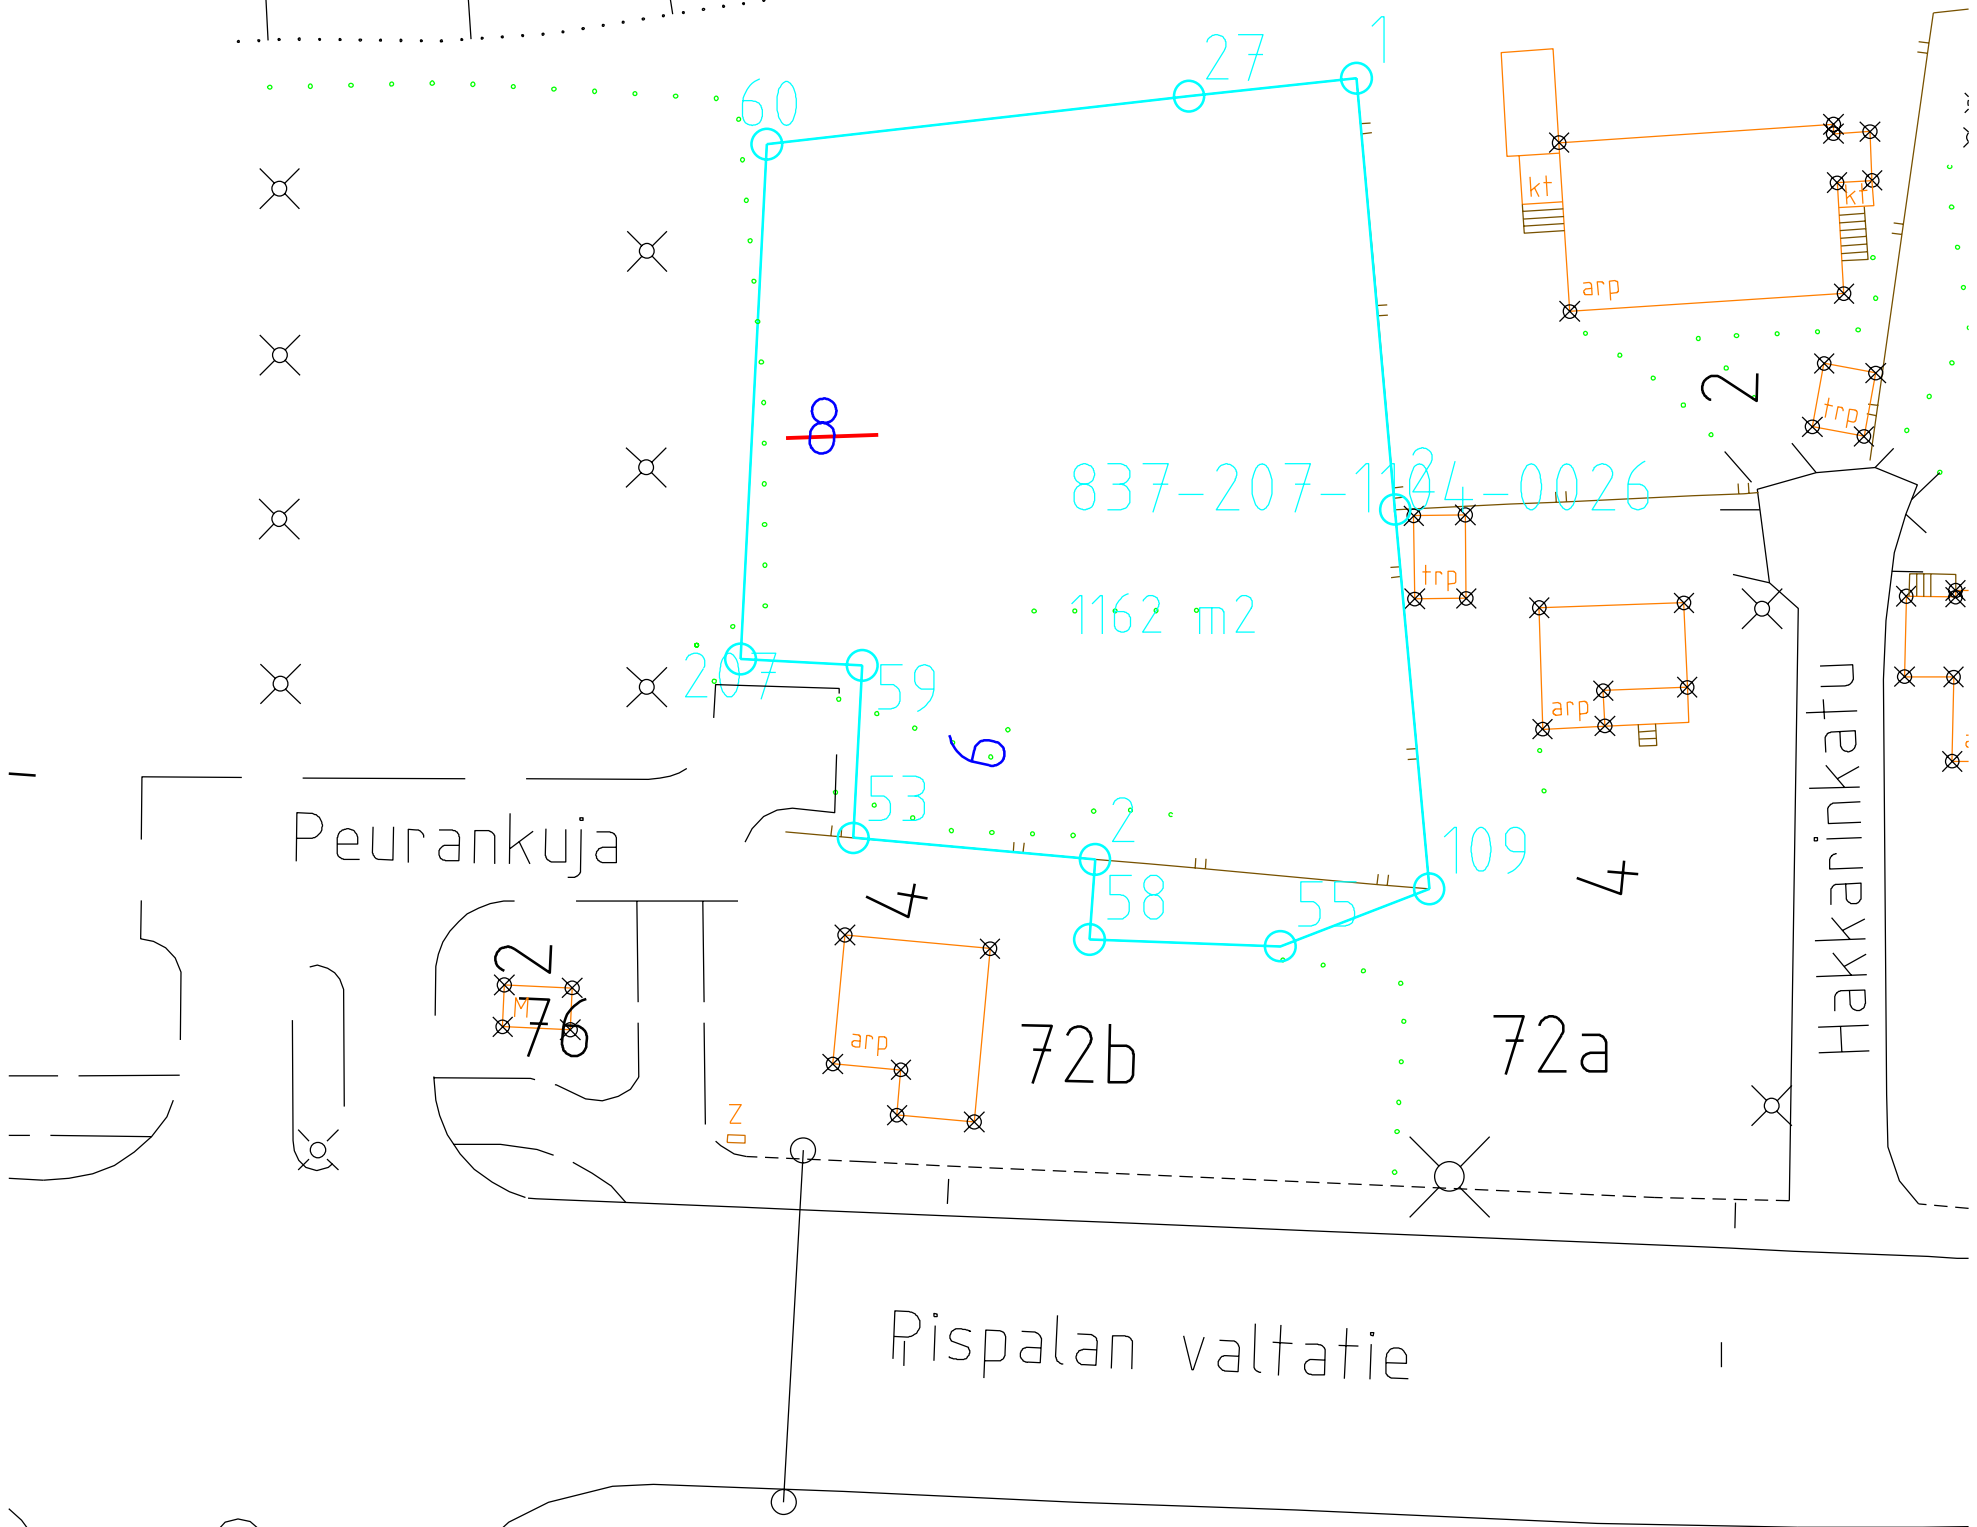 1
27
60
kt
kt
arp
2
trp
8
837-207-1104-0026
trp
1162 m2
207
59
arp
6
53
2
Peurankuja
109
4
58
55
4
Hakkarinkatu
2
M
76
arp
72b
72a
Z
Pispalan valtatie